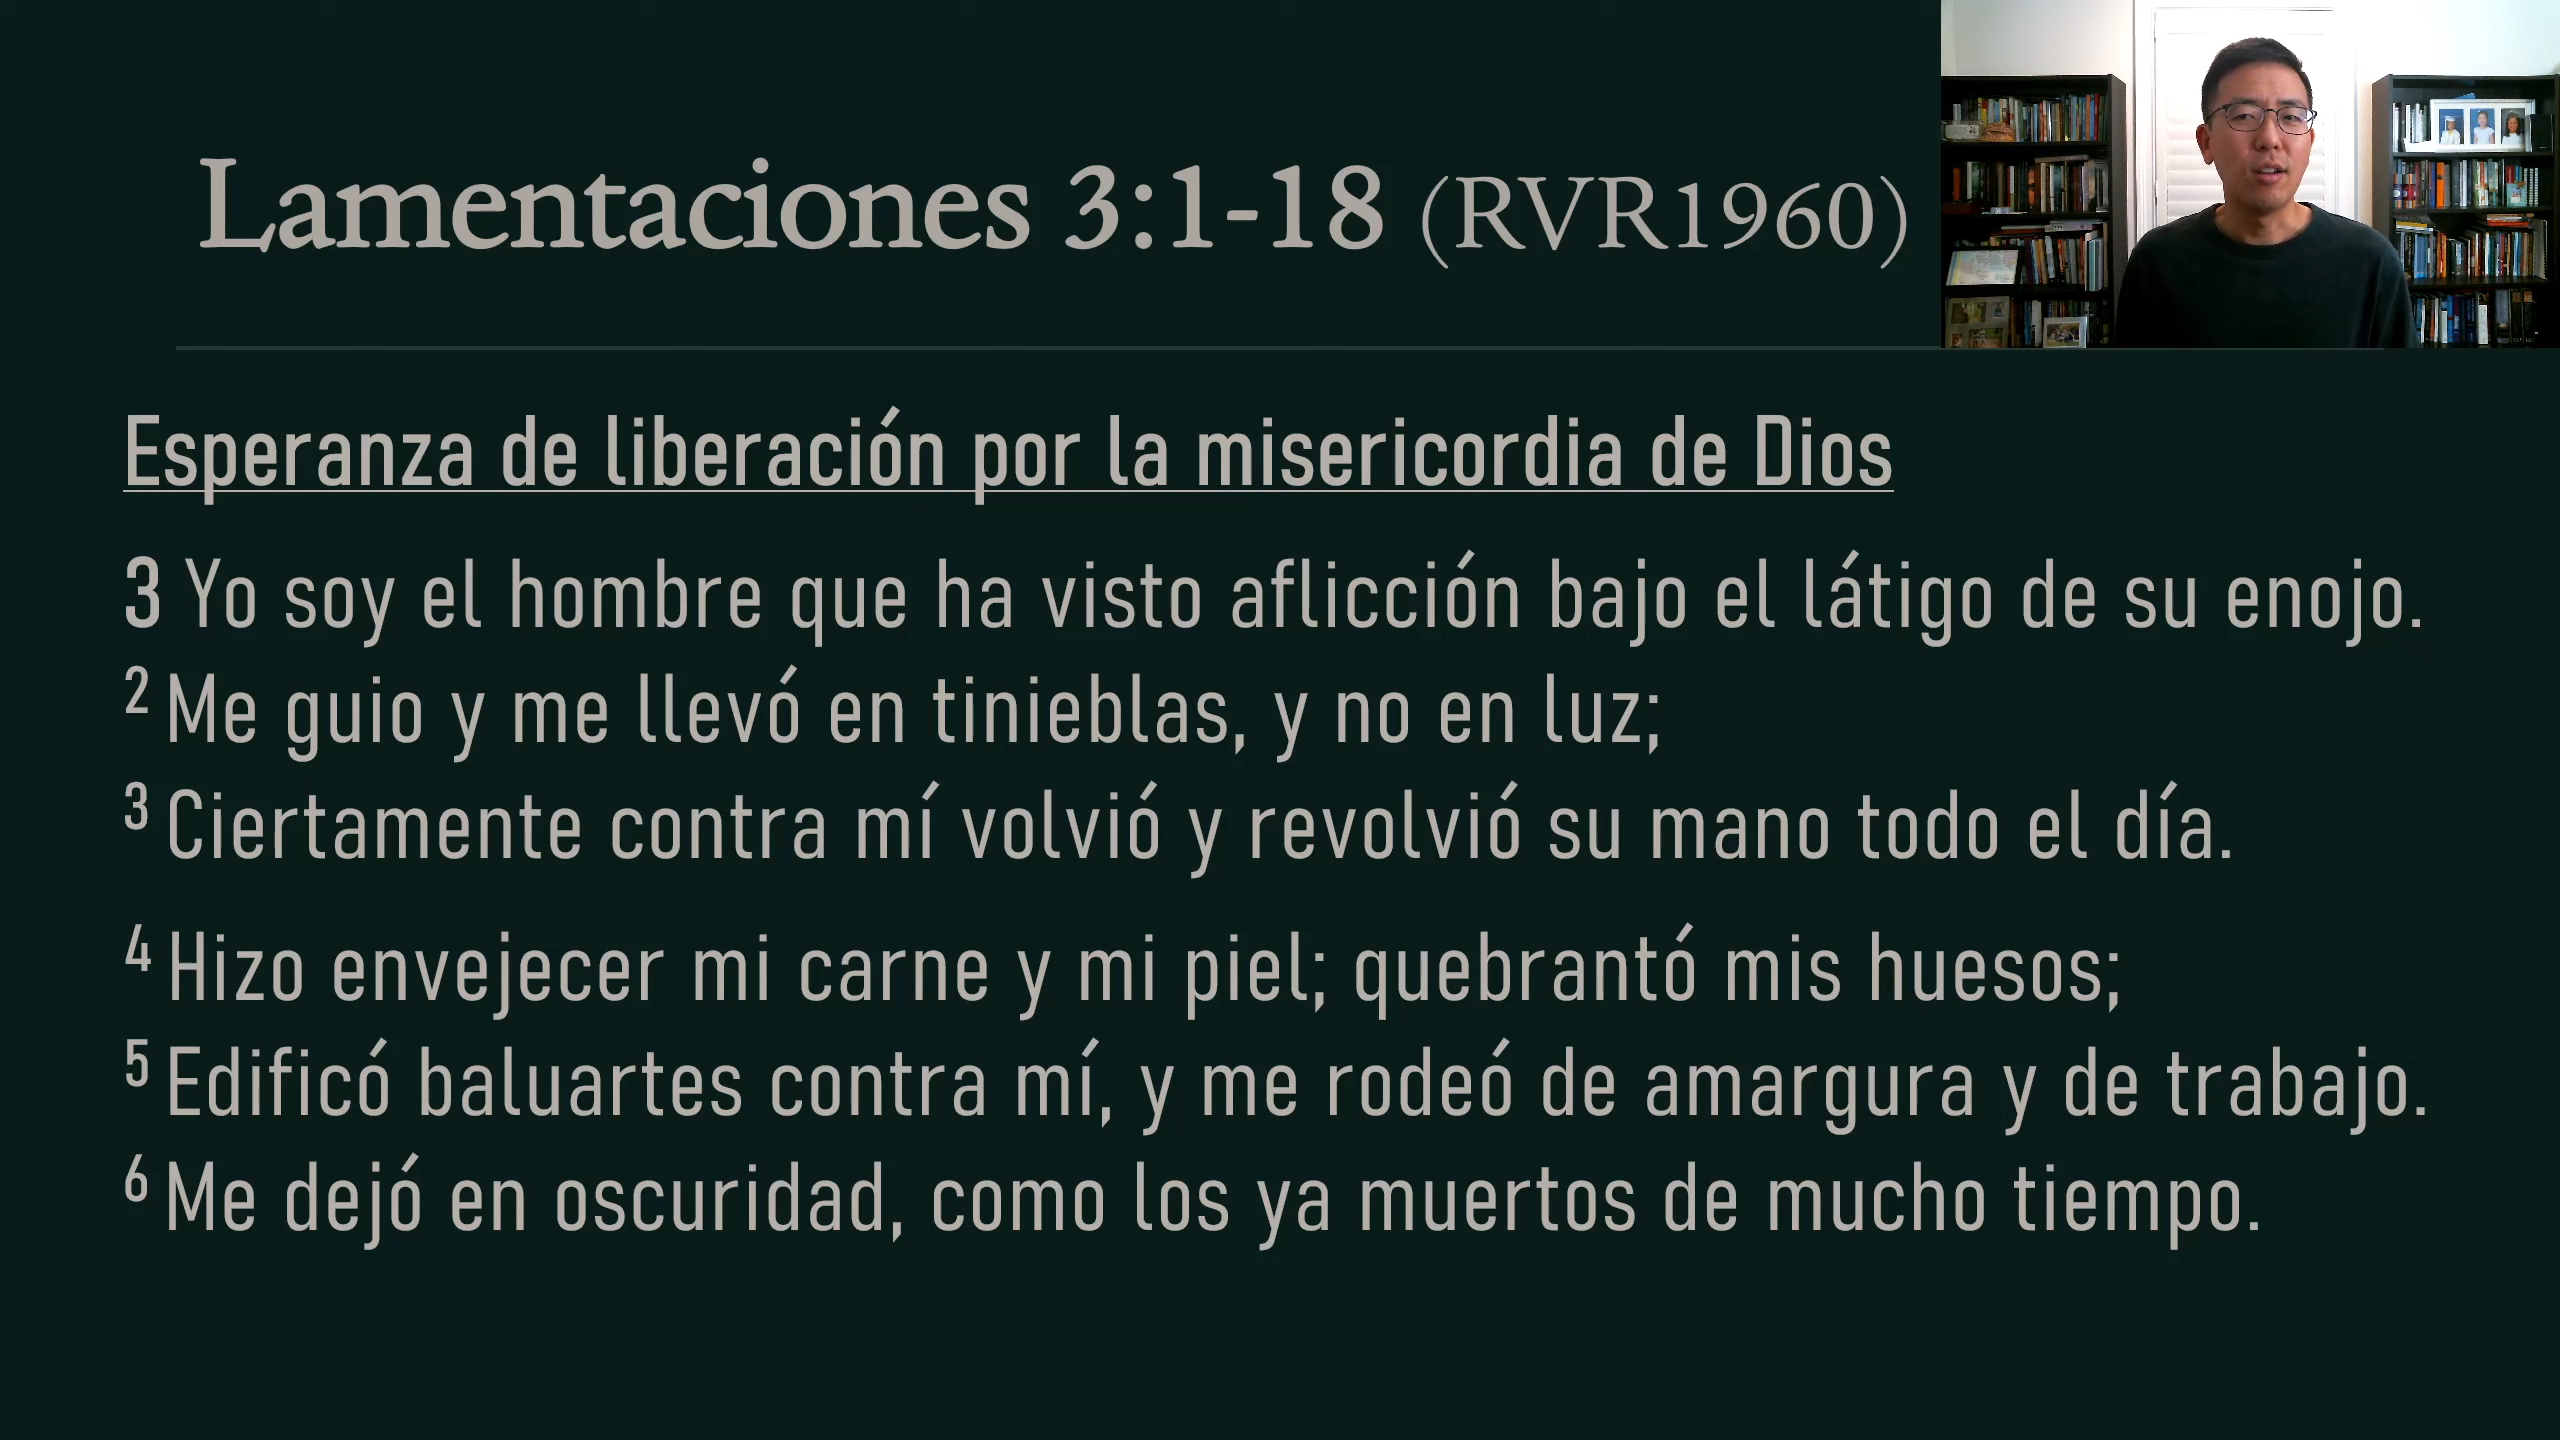 Lamentaciones 3:1-18 (RVR1960)
Esperanza de liberación por la misericordia de Dios
3 Yo soy el hombre que ha visto aflicción bajo el látigo de su enojo.
2 Me guio y me llevó en tinieblas, y no en luz;
3 Ciertamente contra mí volvió y revolvió su mano todo el día.
4 Hizo envejecer mi carne y mi piel; quebrantó mis huesos;
5 Edificó baluartes contra mí, y me rodeó de amargura y de trabajo.
6 Me dejó en oscuridad, como los ya muertos de mucho tiempo.